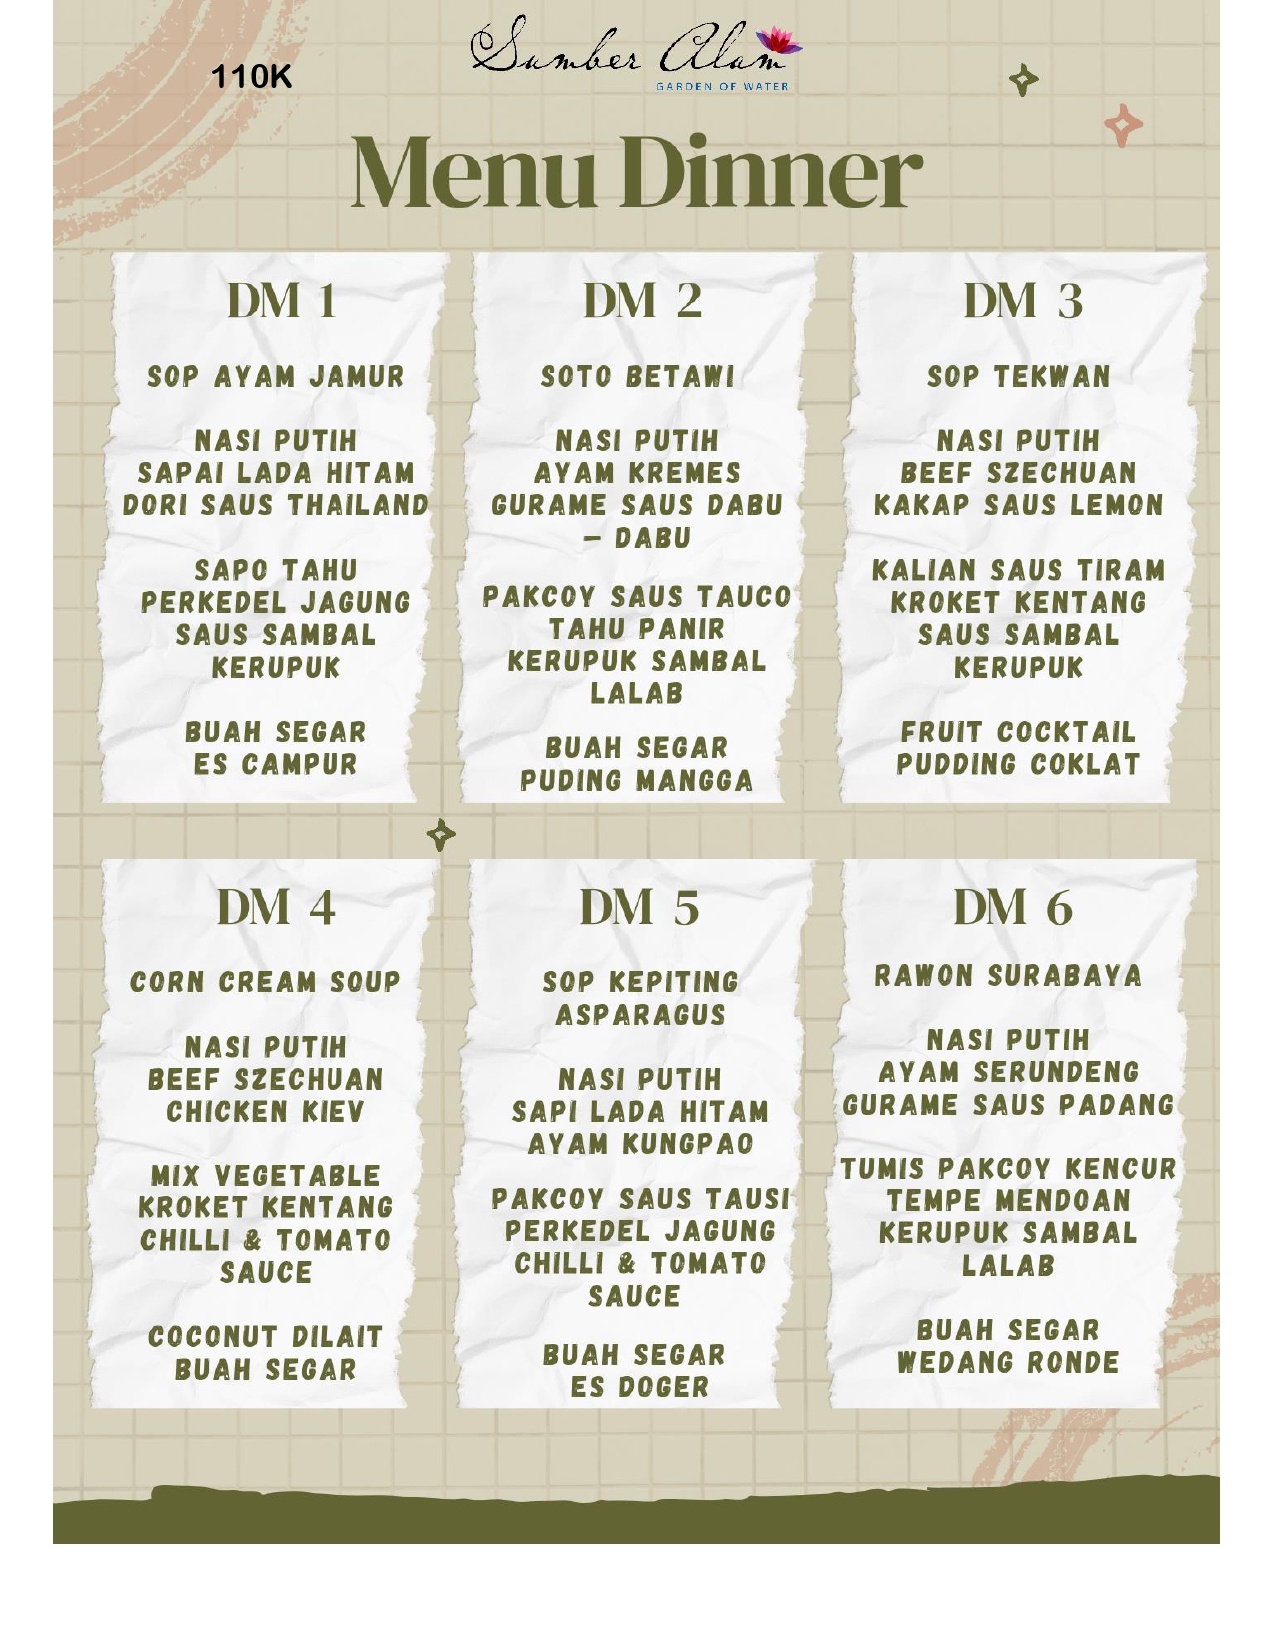 Sumber Alam
GARDEN OF WATER
110K
Menu Dinner
DM 1
SOP AYAM JAMUR
NASI PUTIH
SAPAI LADA HITAM
DORI SAUS THAILAND
SAPO TAHU
PERKEDEL JAGUNG
SAUS SAMBAL
KERUPUK
BUAH SEGAR
ES CAMPUR
DM 2
SOTO BETAWI
NASI PUTIH
AYAM KREMES
GURAME SAUS DABU
– DABU
PAKCOY SAUS TAUCO
TAHU PANIR
KERUPUK SAMBAL
LALAB
BUAH SEGAR
PUDING MANGGA
DM 3
SOP TEKWAN
NASI PUTIH
BEEF SZECHUAN
KAKAP SAUS LEMON
KALIAN SAUS TIRAM
KROKET KENTANG
SAUS SAMBAL
KERUPUK
FRUIT COCKTAIL
PUDDING COKLAT
DM 4
CORN CREAM SOUP
NASI PUTIH
BEEF SZECHUAN
CHICKEN KIEV
MIX VEGETABLE
KROKET KENTANG
CHILLI & TOMATO
SAUCE
COCONUT DILAIT
BUAH SEGAR
DM 5
SOP KEPITING
ASPARAGUS
NASI PUTIH
SAPI LADA HITAM
AYAM KUNGPAO
PAKCOY SAUS TAUSI
PERKEDEL JAGUNG
CHILLI & TOMATO
SAUCE
BUAH SEGAR
ES DOGER
DM 6
RAWON SURABAYA
NASI PUTIH
AYAM SERUNDENG
GURAME SAUS PADANG
TUMIS PAKCOY KENCUR
TEMPE MENDOAN
KERUPUK SAMBAL
LALAB
BUAH SEGAR
WEDANG RONDE